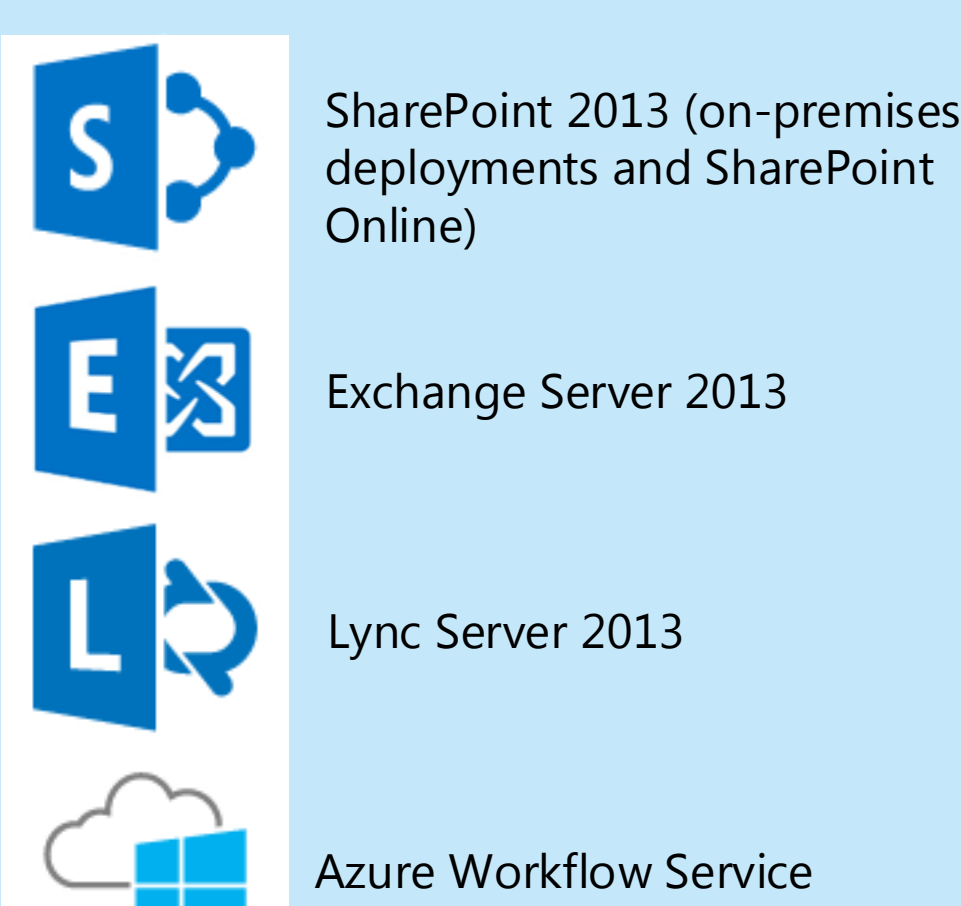 S
SharePoint 2013 (on-premises
deployments and SharePoint
Online)
E
Exchange Server 2013
L
Lync Server 2013
Azure Workflow Service